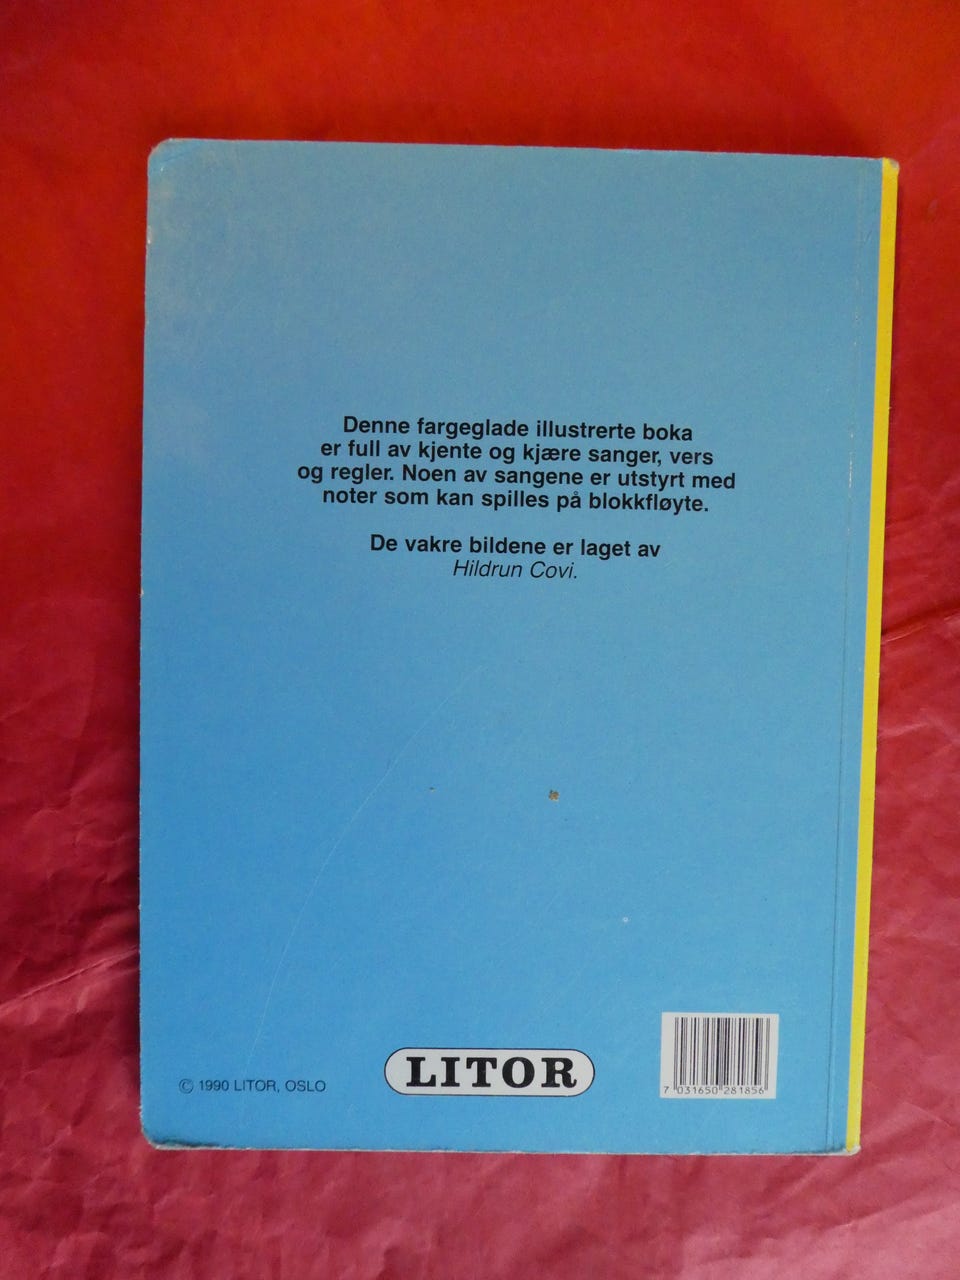 Denne fargeglade illustrerte boka
er full av kjente og kjære sanger, vers
og regler. Noen av sangene er utstyrt med
noter som kan spilles på blokkfløyte.
De vakre bildene er laget av
Hildrun Covi.
© 1990 LITOR, OSLO
LITOR
7 031650 281856